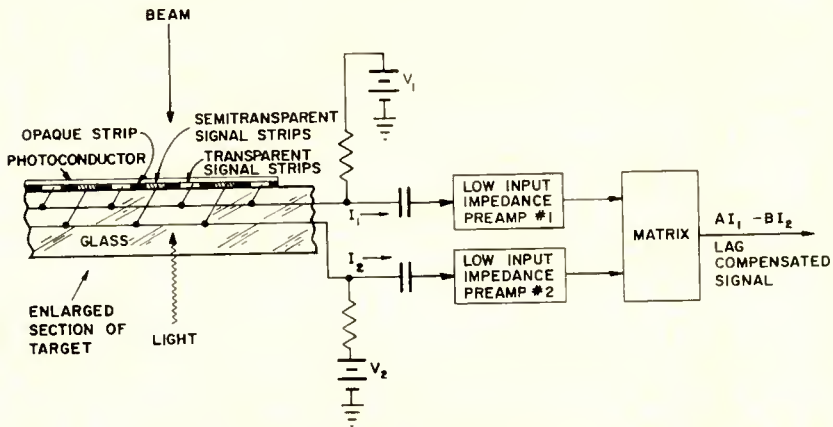 BEAM
V1
SEMITRANSPARENT
SIGNAL STRIPS
OPAQUE STRIP
PHOTOCONDUCTOR
TRANSPARENT
SIGNAL STRIPS
I1
LOW INPUT
IMPEDANCE
PREAMP #1
MATRIX
AI1 -BI2
LAG
COMPENSATED
SIGNAL
GLASS
I2
LOW INPUT
IMPEDANCE
PREAMP #2
ENLARGED
SECTION OF
TARGET
LIGHT
V2